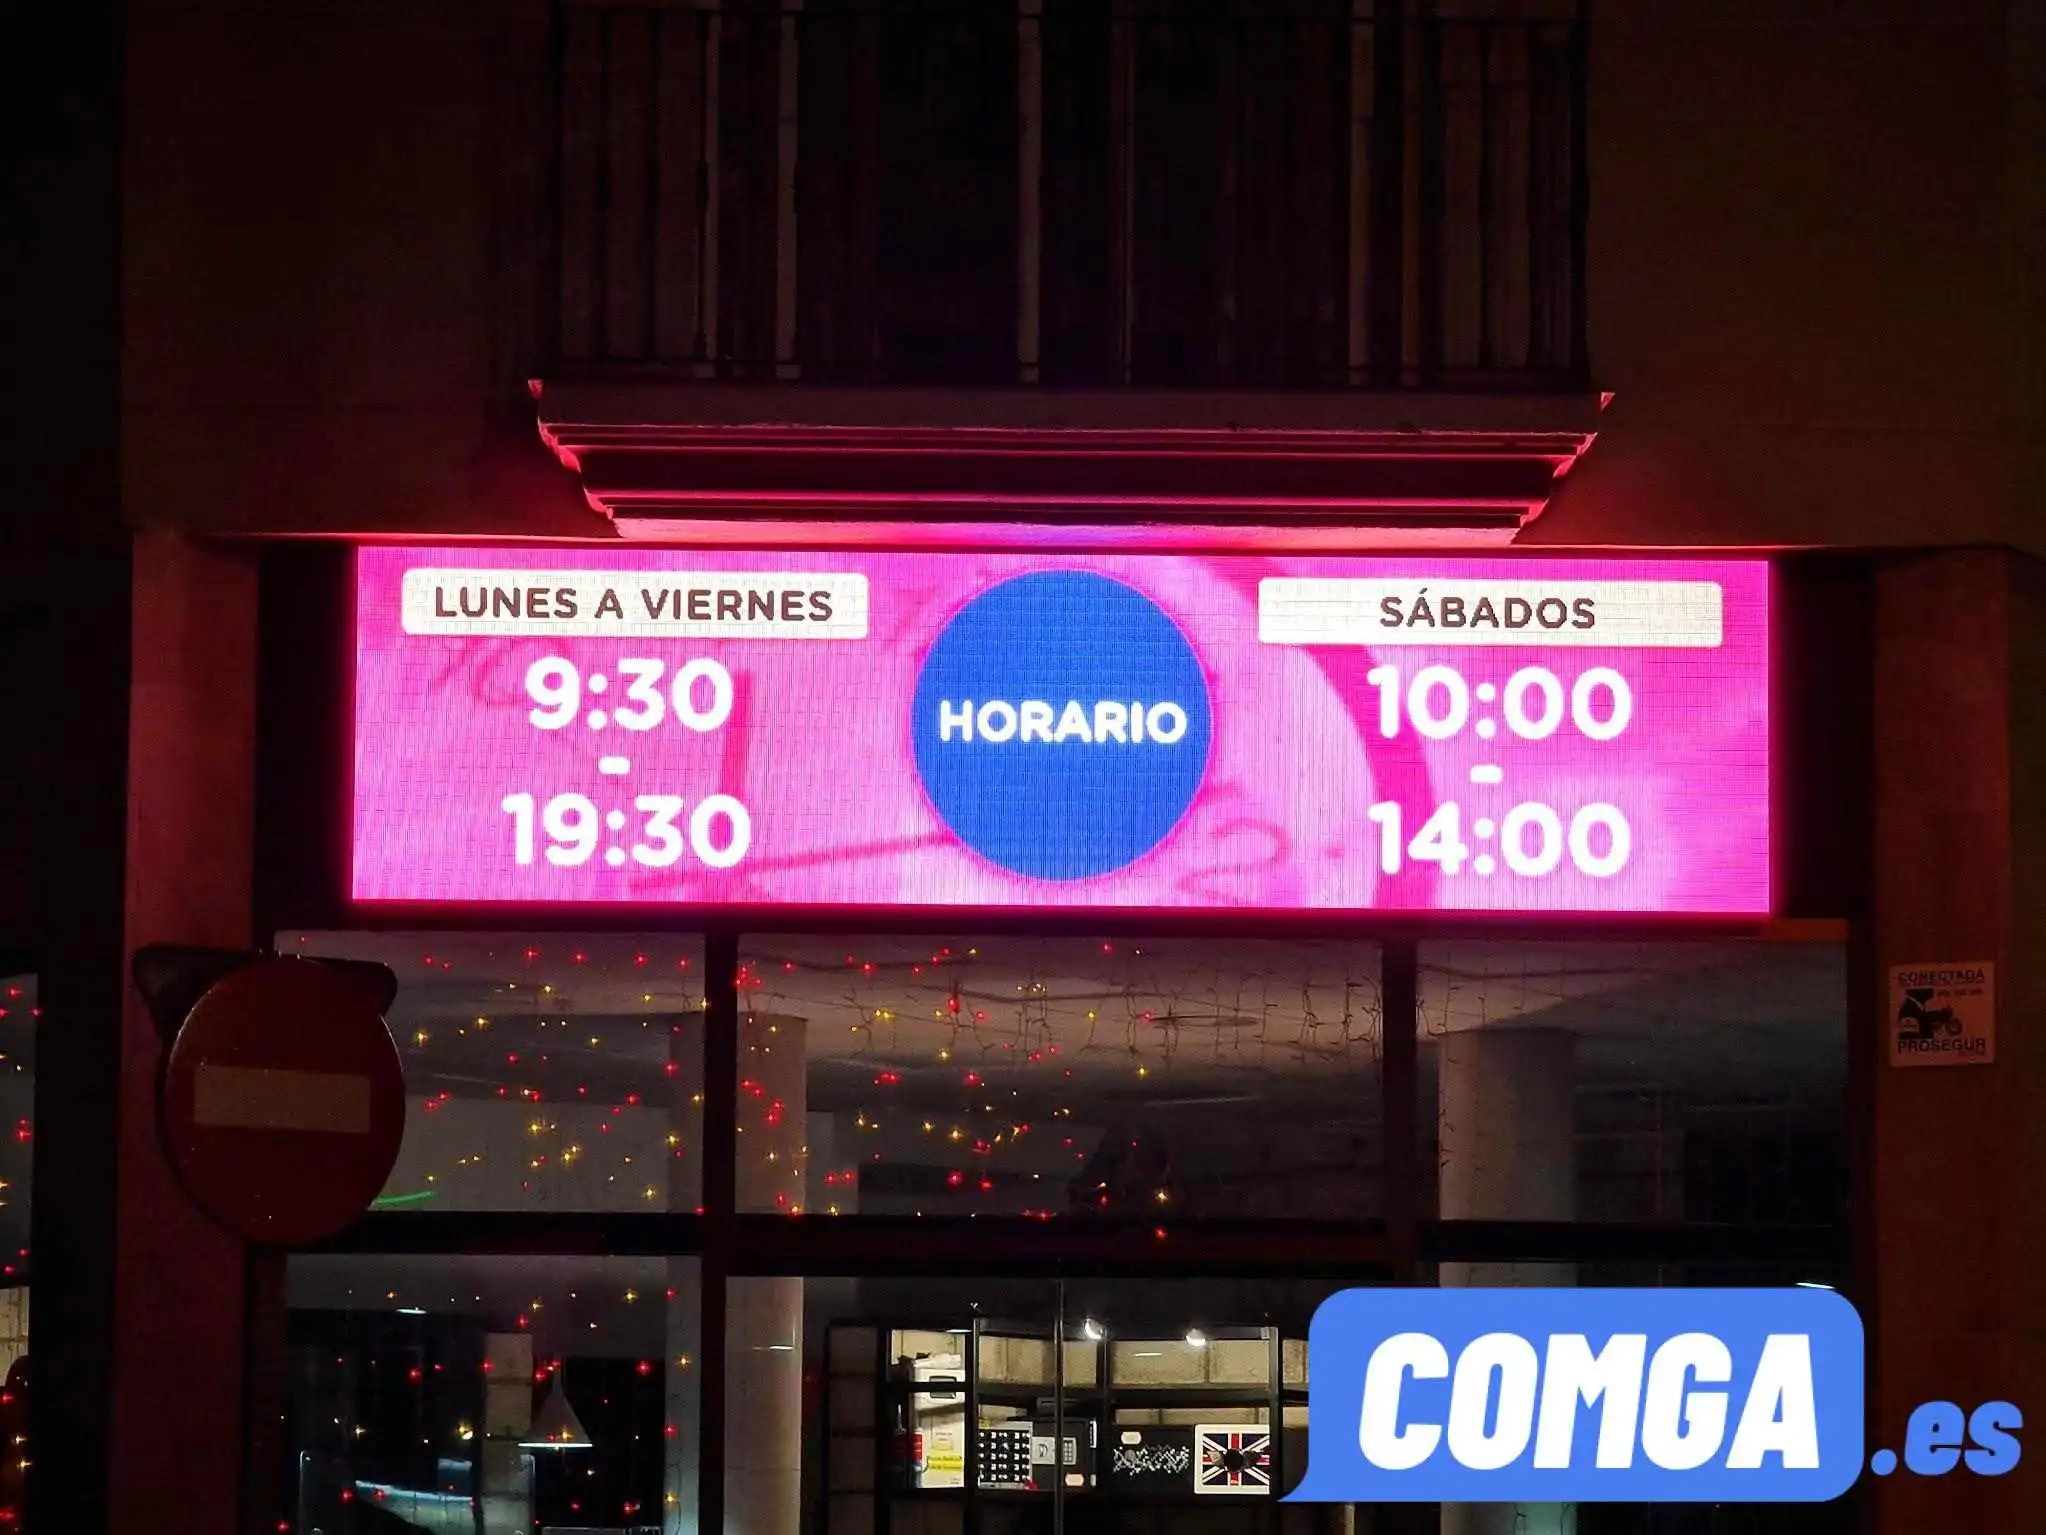 LUNES A VIERNES
9:30
-
19:30
HORARIO
SÁBADOS
10:00
-
14:00
CONECTADA
PROSEGUR
COMGA.es